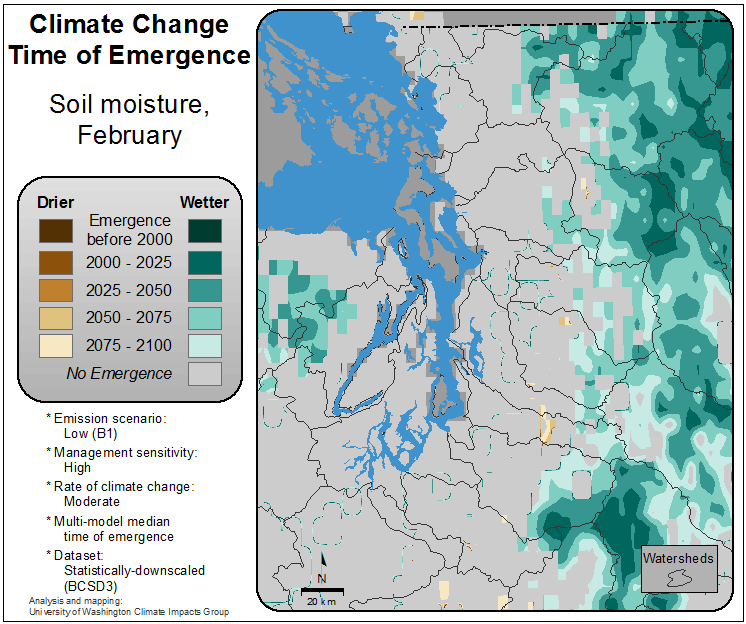 Climate Change
Time of Emergence
Soil moisture,
February
Drier
Wetter
Emergence
before 2000
2000 - 2025
2025 - 2050
2050 - 2075
2075 - 2100
No Emergence
* Emission scenario:
Low (B1)
* Management sensitivity:
High
* Rate of climate change:
Moderate
* Multi-model median
time of emergence
* Dataset:
Statistically-downscaled
(BCSD3)
Analysis and mapping:
University of Washington Climate Impacts Group
N
20 km
Watersheds